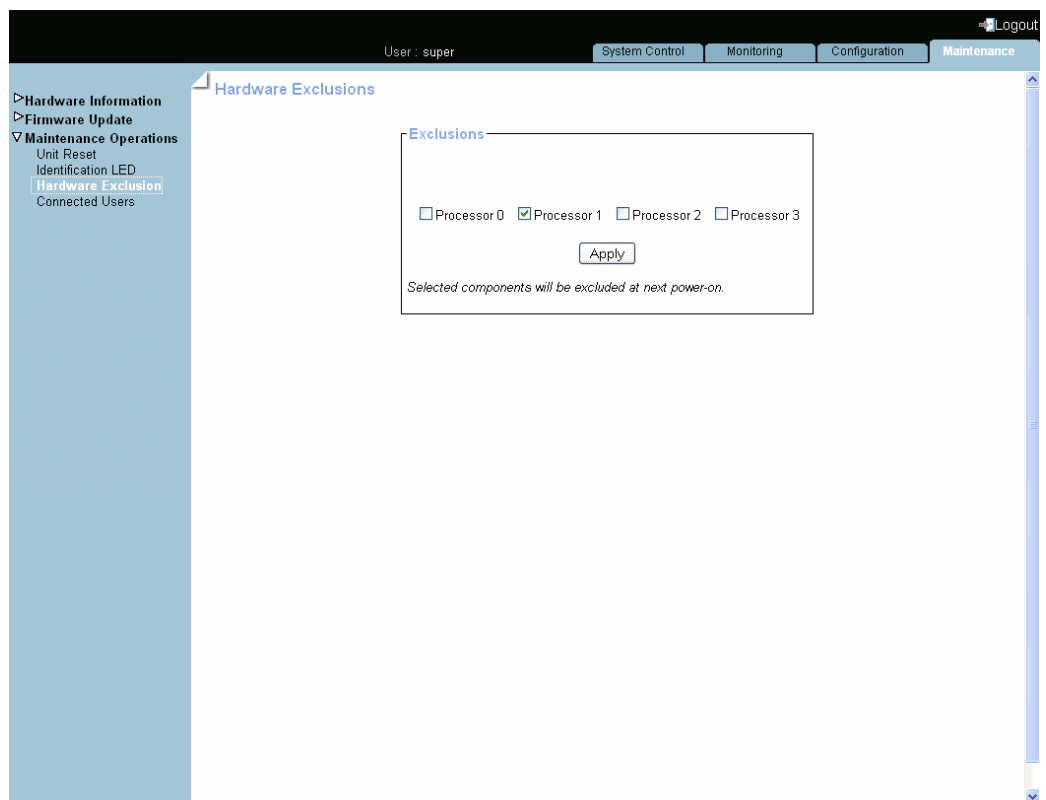 Logout
User : super
System Control
Monitoring
Configuration
Maintenance
Hardware Information
Firmware Update
Maintenance Operations
Unit Reset
Identification LED
Hardware Exclusion
Connected Users
Hardware Exclusions
Exclusions
Processor 0 Processor 1 Processor 2 Processor 3
Apply
Selected components will be excluded at next power-on.